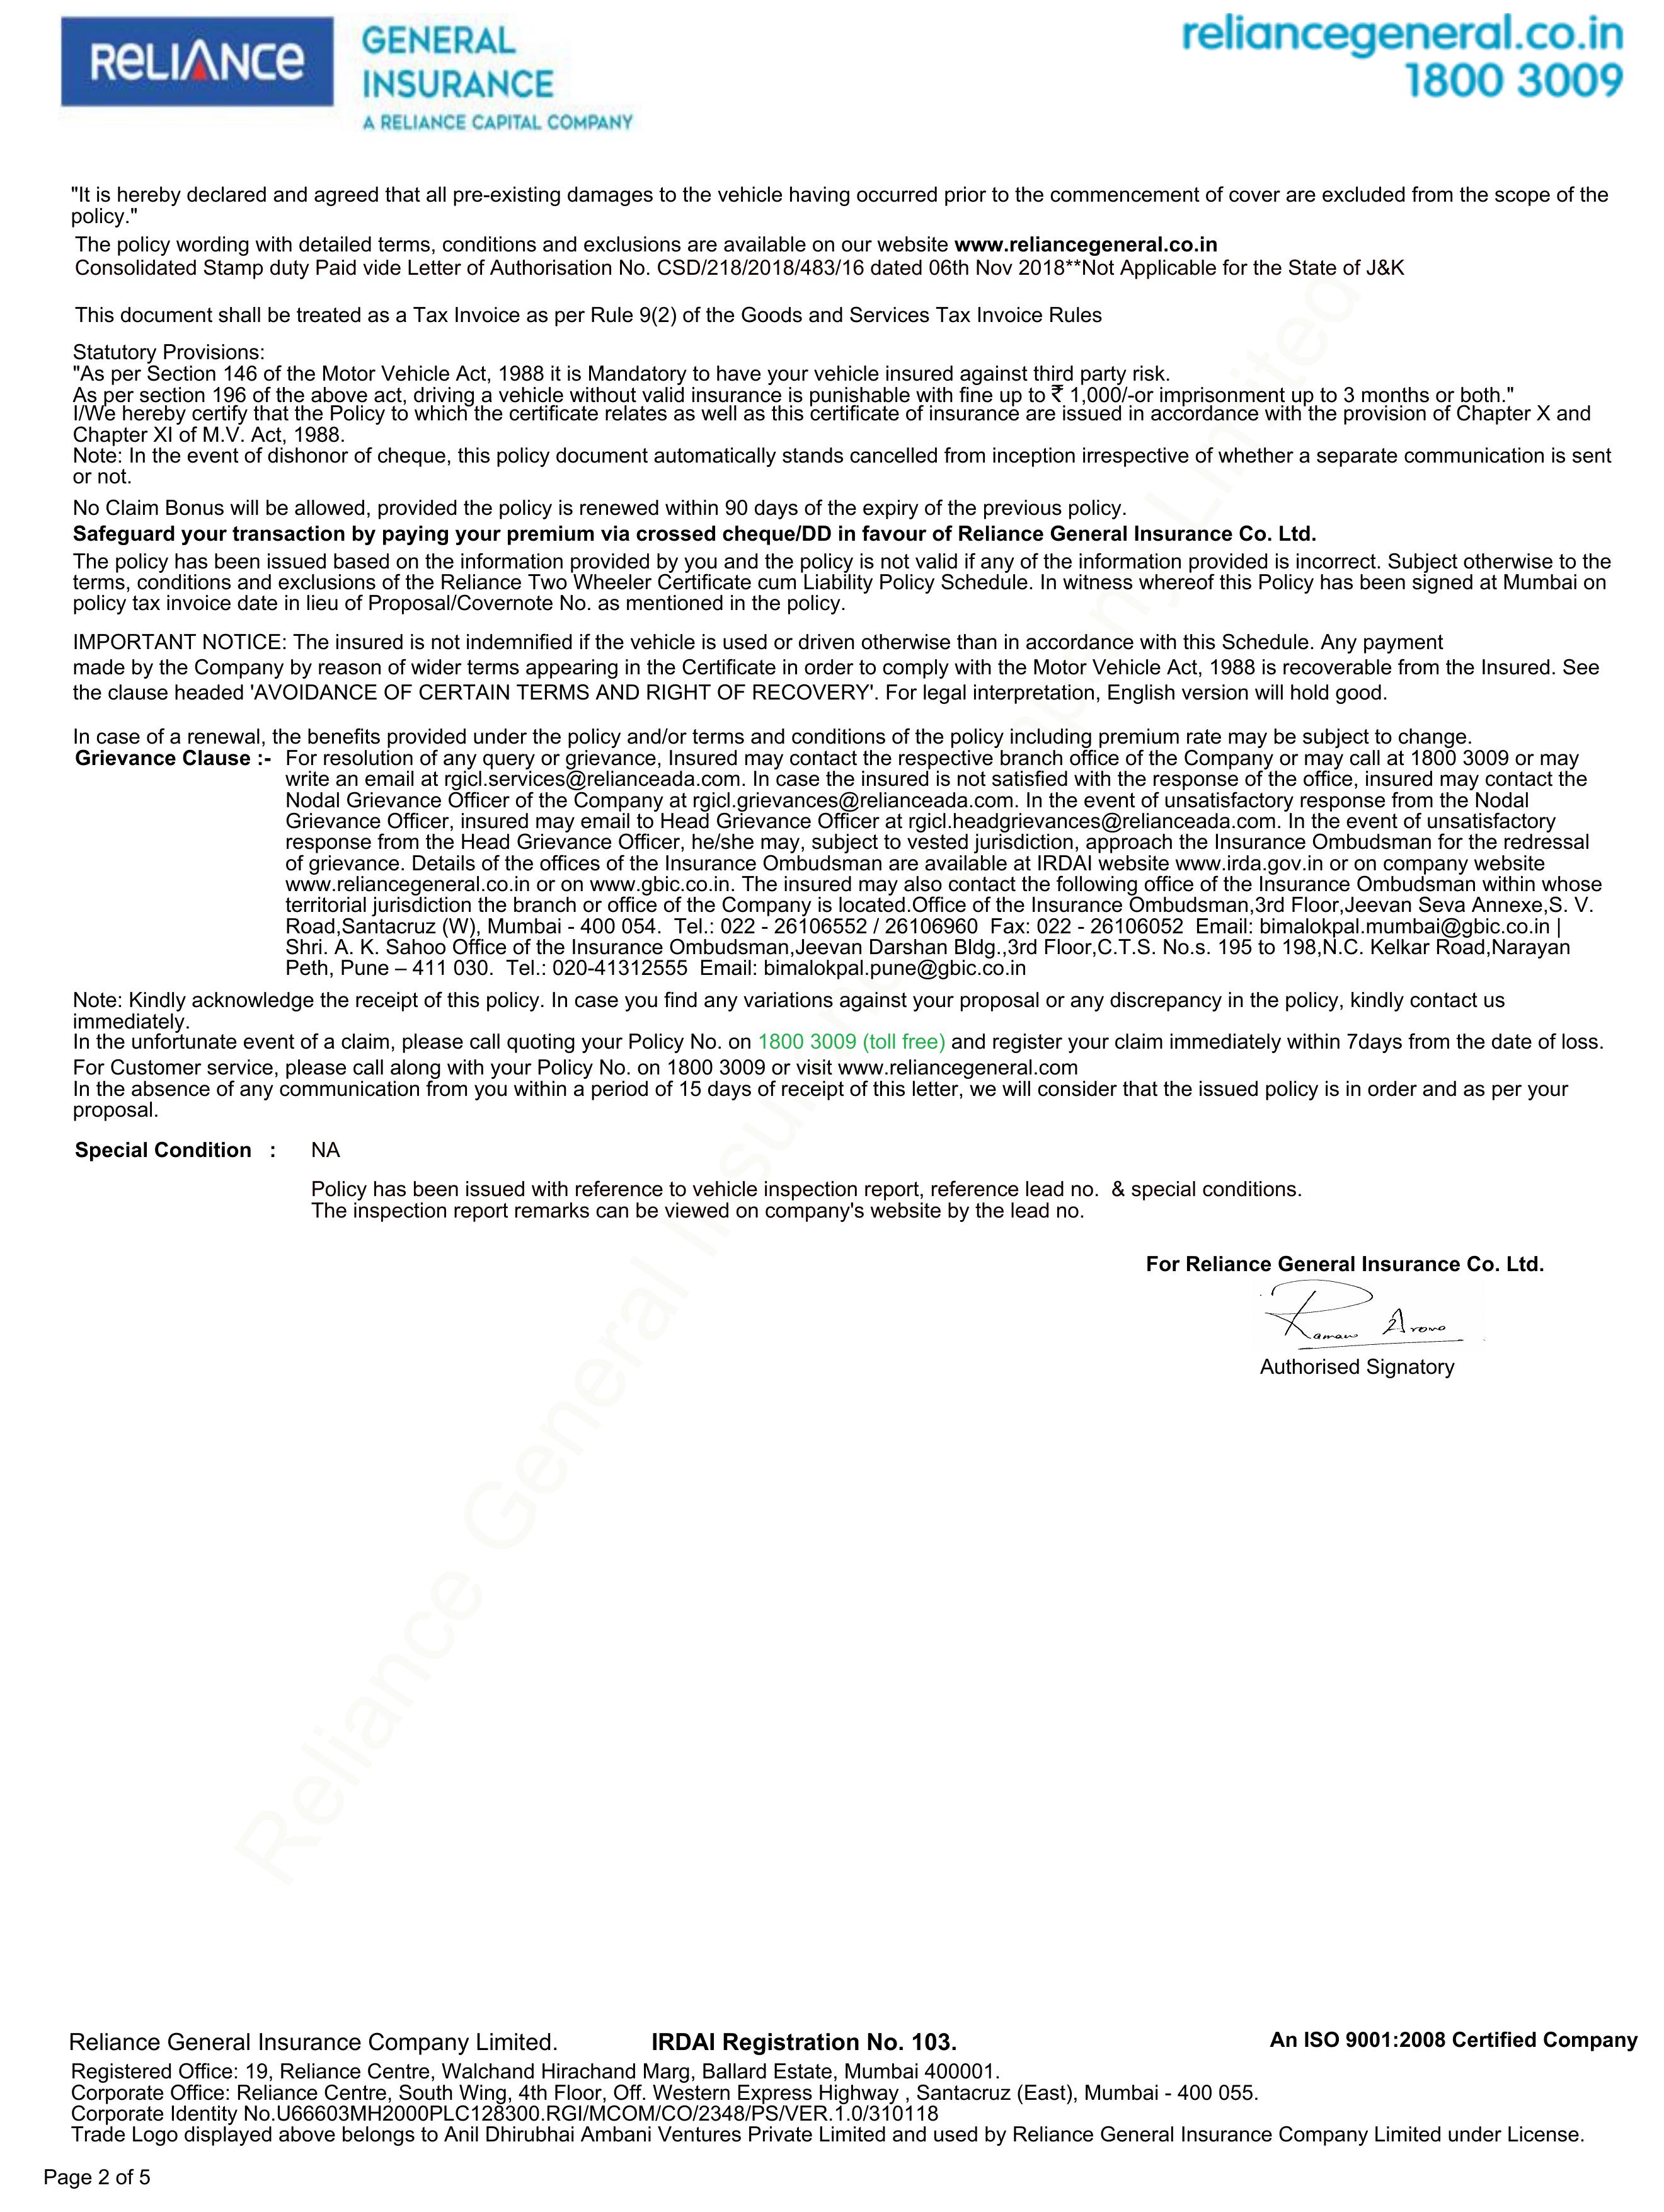 RELIANCE
GENERAL
INSURANCE
A RELIANCE CAPITAL COMPANY
reliancegeneral.co.in
1800 3009
"It is hereby declared and agreed that all pre-existing damages to the vehicle having occurred prior to the commencement of cover are excluded from the scope of the
policy."
The policy wording with detailed terms, conditions and exclusions are available on our website www.reliancegeneral.co.in
Consolidated Stamp duty Paid vide Letter of Authorisation No. CSD/218/2018/483/16 dated 06th Nov 2018**Not Applicable for the State of J&K
This document shall be treated as a Tax Invoice as per Rule 9(2) of the Goods and Services Tax Invoice Rules
Statutory Provisions:
"As per Section 146 of the Motor Vehicle Act, 1988 it is Mandatory to have your vehicle insured against third party risk.
As per section 196 of the above act, driving a vehicle without valid insurance is punishable with fine up to ₹ 1,000/-or imprisonment up to 3 months or both."
I/We hereby certify that the Policy to which the certificate relates as well as this certificate of insurance are issued in accordance with the provision of Chapter X and
Chapter XI of M.V. Act, 1988.
Note: In the event of dishonor of cheque, this policy document automatically stands cancelled from inception irrespective of whether a separate communication is sent
or not.
No Claim Bonus will be allowed, provided the policy is renewed within 90 days of the expiry of the previous policy.
Safeguard your transaction by paying your premium via crossed cheque/DD in favour of Reliance General Insurance Co. Ltd.
The policy has been issued based on the information provided by you and the policy is not valid if any of the information provided is incorrect. Subject otherwise to the
terms, conditions and exclusions of the Reliance Two Wheeler Certificate cum Liability Policy Schedule. In witness whereof this Policy has been signed at Mumbai on
policy tax invoice date in lieu of Proposal/Covernote No. as mentioned in the policy.
IMPORTANT NOTICE: The insured is not indemnified if the vehicle is used or driven otherwise than in accordance with this Schedule. Any payment
made by the Company by reason of wider terms appearing in the Certificate in order to comply with the Motor Vehicle Act, 1988 is recoverable from the Insured. See
the clause headed 'AVOIDANCE OF CERTAIN TERMS AND RIGHT OF RECOVERY'. For legal interpretation, English version will hold good.
In case of a renewal, the benefits provided under the policy and/or terms and conditions of the policy including premium rate may be subject to change.
Grievance Clause :- For resolution of any query or grievance, Insured may contact the respective branch office of the Company or may call at 1800 3009 or may
write an email at rgicl.services@relianceada.com. In case the insured is not satisfied with the response of the office, insured may contact the
Nodal Grievance Officer of the Company at rgicl.grievances@relianceada.com. In the event of unsatisfactory response from the Nodal
Grievance Officer, insured may email to Head Grievance Officer at rgicl.headgrievances@relianceada.com. In the event of unsatisfactory
response from the Head Grievance Officer, he/she may, subject to vested jurisdiction, approach the Insurance Ombudsman for the redressal
of grievance. Details of the offices of the Insurance Ombudsman are available at IRDAI website www.irda.gov.in or on company website
www.reliancegeneral.co.in or on www.gbic.co.in. The insured may also contact the following office of the Insurance Ombudsman within whose
territorial jurisdiction the branch or office of the Company is located.Office of the Insurance Ombudsman,3rd Floor,Jeevan Seva Annexe,S. V.
Road,Santacruz (W), Mumbai - 400 054. Tel.: 022 - 26106552 / 26106960 Fax: 022 - 26106052 Email: bimalokpal.mumbai@gbic.co.in |
Shri. A. K. Sahoo Office of the Insurance Ombudsman,Jeevan Darshan Bldg.,3rd Floor,C.T.S. No.s. 195 to 198,N.C. Kelkar Road,Narayan
Peth, Pune – 411 030. Tel.: 020-41312555 Email: bimalokpal.pune@gbic.co.in
Note: Kindly acknowledge the receipt of this policy. In case you find any variations against your proposal or any discrepancy in the policy, kindly contact us
immediately.
In the unfortunate event of a claim, please call quoting your Policy No. on 1800 3009 (toll free) and register your claim immediately within 7days from the date of loss.
For Customer service, please call along with your Policy No. on 1800 3009 or visit www.reliancegeneral.com
In the absence of any communication from you within a period of 15 days of receipt of this letter, we will consider that the issued policy is in order and as per your
proposal.
Special Condition : NA
Policy has been issued with reference to vehicle inspection report, reference lead no. & special conditions.
The inspection report remarks can be viewed on company's website by the lead no.
For Reliance General Insurance Co. Ltd.
Raman Arora
Authorised Signatory
Reliance General Insurance Company Limited
Reliance General Insurance Company Limited. IRDAI Registration No. 103. An ISO 9001:2008 Certified Company
Registered Office: 19, Reliance Centre, Walchand Hirachand Marg, Ballard Estate, Mumbai 400001.
Corporate Office: Reliance Centre, South Wing, 4th Floor, Off. Western Express Highway , Santacruz (East), Mumbai - 400 055.
Corporate Identity No.U66603MH2000PLC128300.RGI/MCOM/CO/2348/PS/VER.1.0/310118
Trade Logo displayed above belongs to Anil Dhirubhai Ambani Ventures Private Limited and used by Reliance General Insurance Company Limited under License.
Page 2 of 5